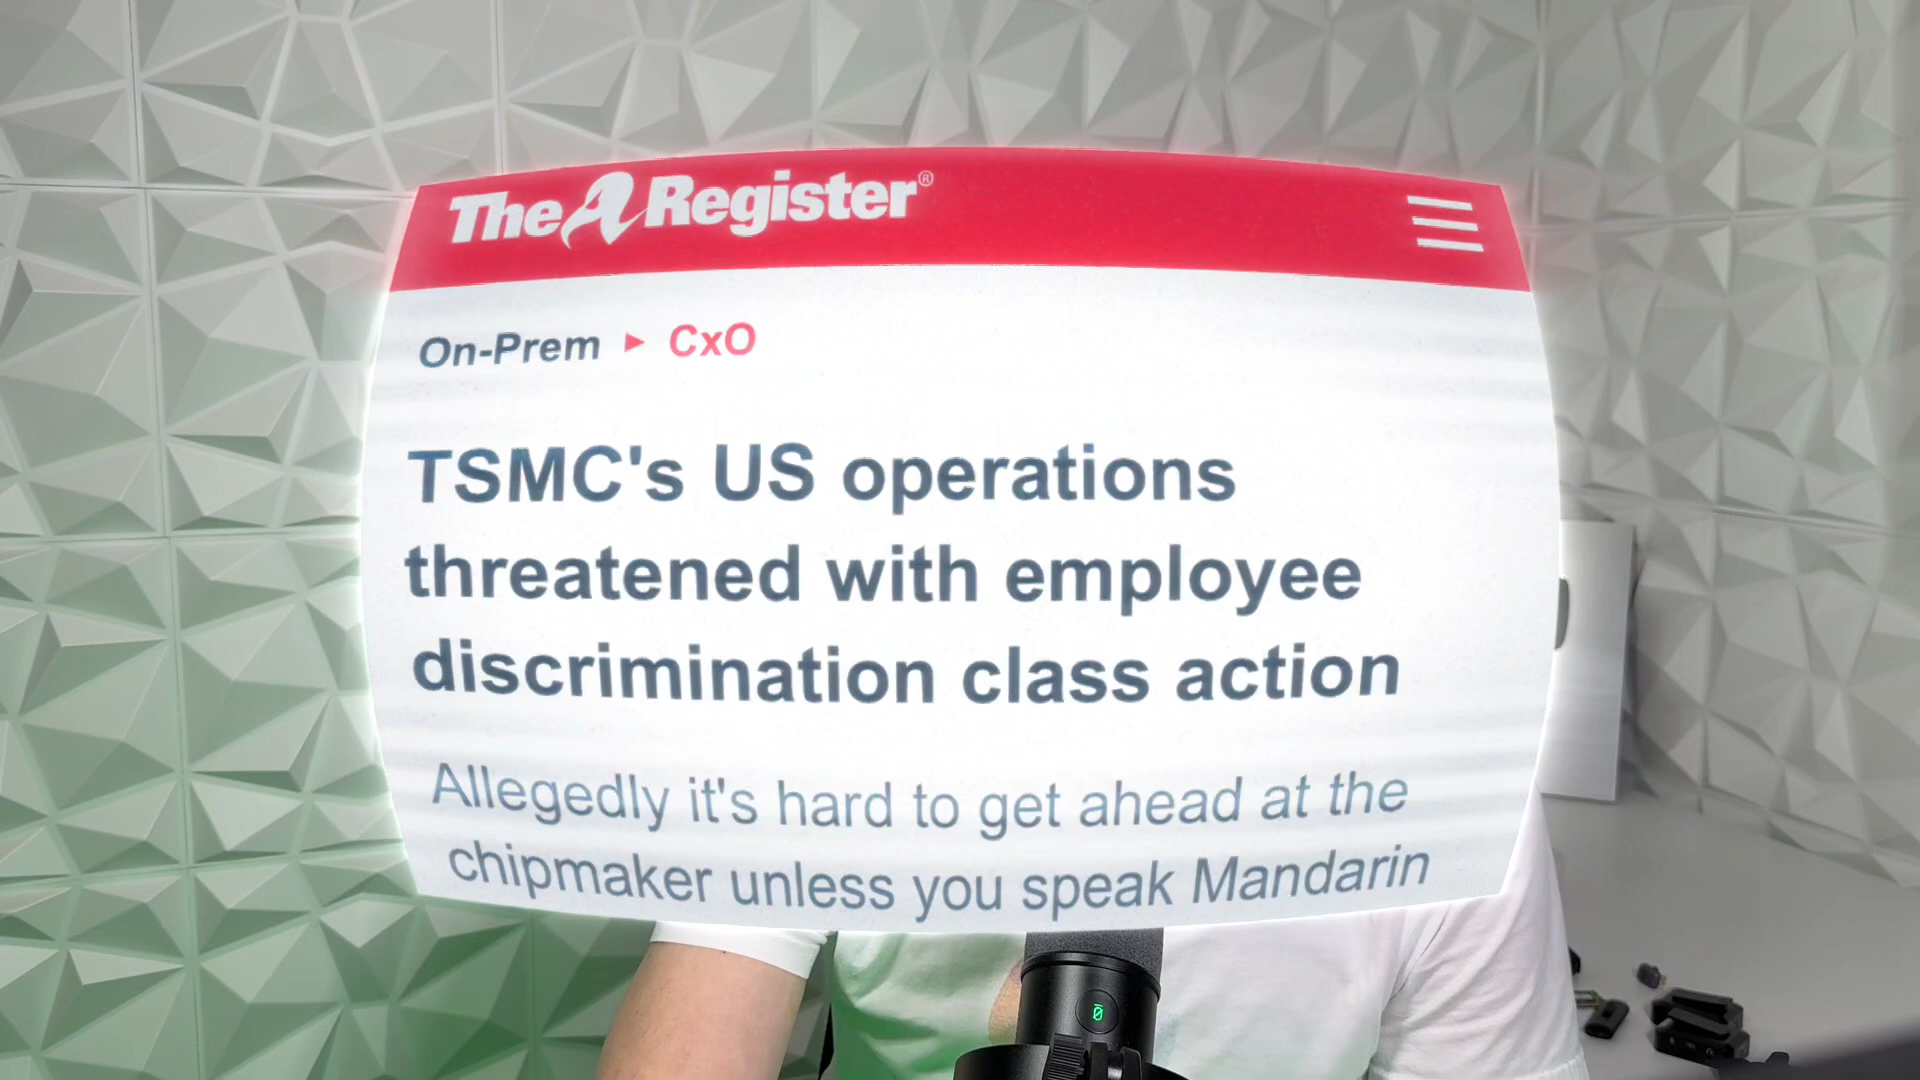 The Register®
On-Prem ▸ CxO
TSMC's US operations
threatened with employee
discrimination class action
Allegedly it's hard to get ahead at the
chipmaker unless you speak Mandarin